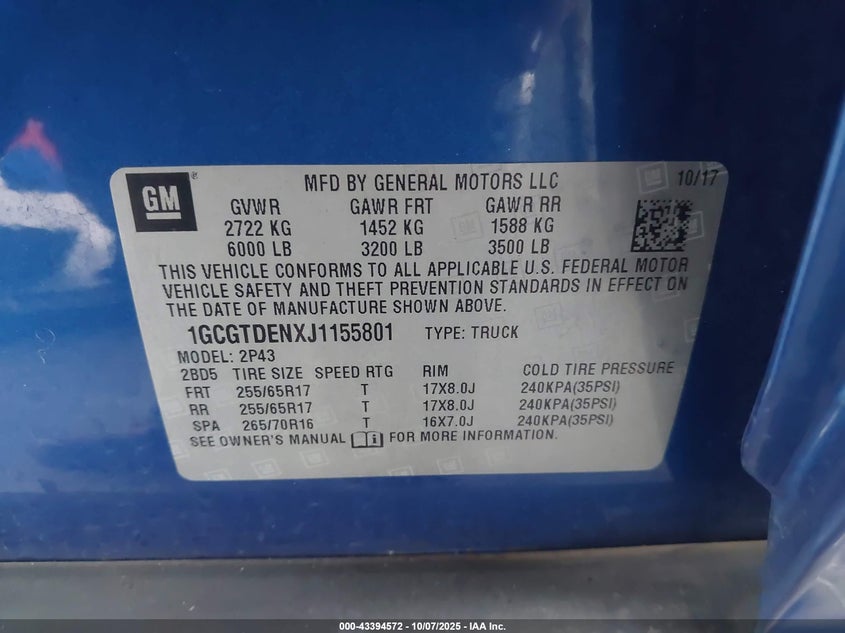 GM
MFD BY GENERAL MOTORS LLC 10/17
GVWR GAWR FRT GAWR RR
2722 KG 1452 KG 1588 KG
6000 LB 3200 LB 3500 LB
THIS VEHICLE CONFORMS TO ALL APPLICABLE U.S. FEDERAL MOTOR
VEHICLE SAFETY AND THEFT PREVENTION STANDARDS IN EFFECT ON
THE DATE OF MANUFACTURE SHOWN ABOVE.
1GCGTDENXJ1155801 TYPE: TRUCK
MODEL: 2P43
2BD5 TIRE SIZE SPEED RTG RIM COLD TIRE PRESSURE
FRT 255/65R17 T 17X8.0J 240KPA(35PSI)
RR 255/65R17 T 17X8.0J 240KPA(35PSI)
SPA 265/70R16 T 16X7.0J 240KPA(35PSI)
SEE OWNER'S MANUAL FOR MORE INFORMATION.
000-43394572 - 10/07/2025 - IAA Inc.